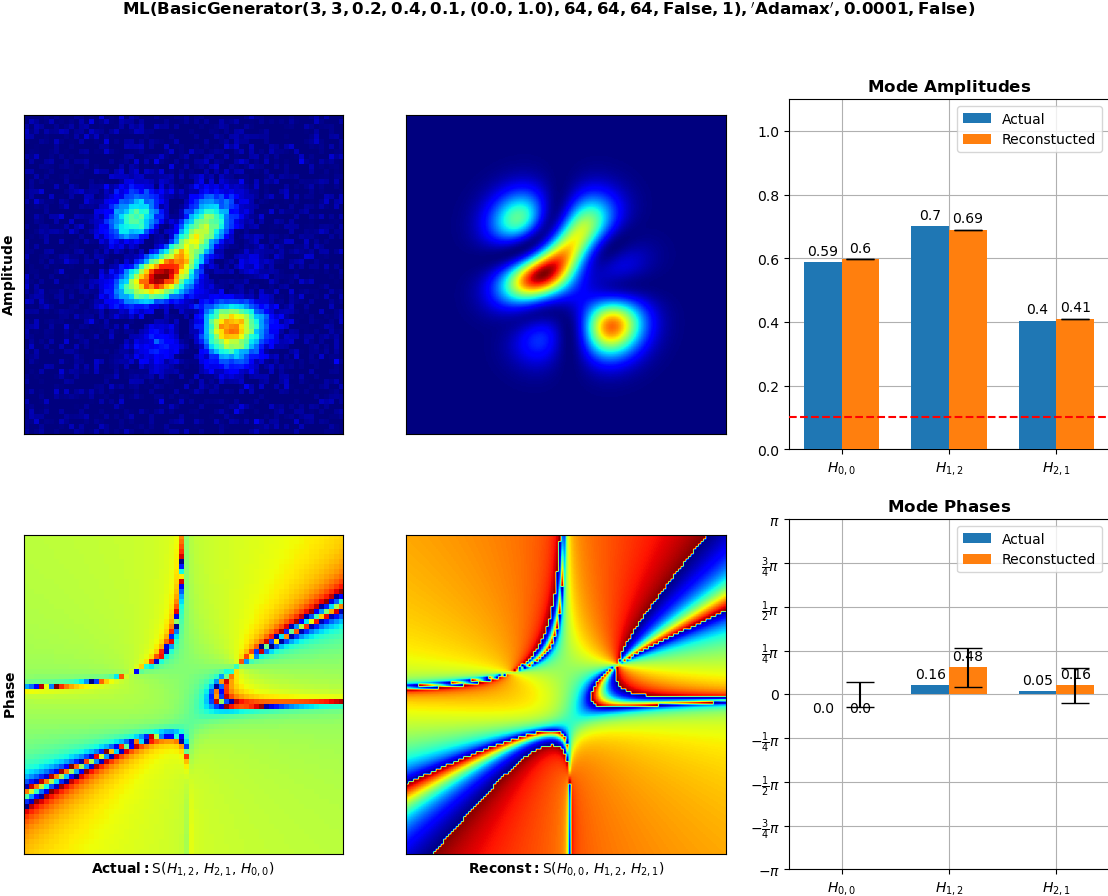 ML(BasicGenerator(3, 3, 0.2, 0.4, 0.1, (0.0, 1.0), 64, 64, 64, False, 1), ′Adamax′, 0.0001, False)
Amplitude
Mode Amplitudes
Actual
Reconstucted
1.0
0.8
0.6
0.4
0.2
0.0
0.59
0.6
0.7
0.69
0.4
0.41
H0,0
H1,2
H2,1
Phase
Actual: S(H1,2, H2,1, H0,0)
Reconst: S(H0,0, H1,2, H2,1)
Mode Phases
Actual
Reconstucted
π
3/4π
1/2π
1/4π
0
−1/4π
−1/2π
−3/4π
−π
0.0
0.0
0.16
0.48
0.05
0.16
H0,0
H1,2
H2,1